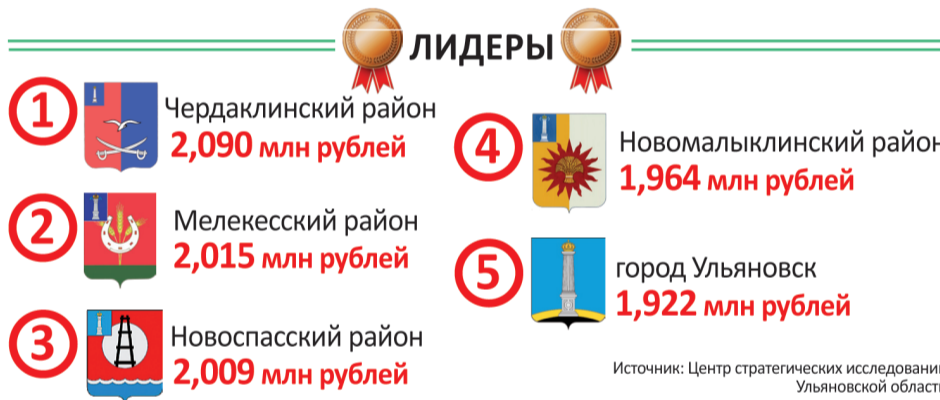 ЛИДЕРЫ
1
Чердаклинский район
2,090 млн рублей
2
Мелекесский район
2,015 млн рублей
3
Новоспасский район
2,009 млн рублей
4
Новомалыклинский район
1,964 млн рублей
5
город Ульяновск
1,922 млн рублей
Источник: Центр стратегических исследований
Ульяновской области